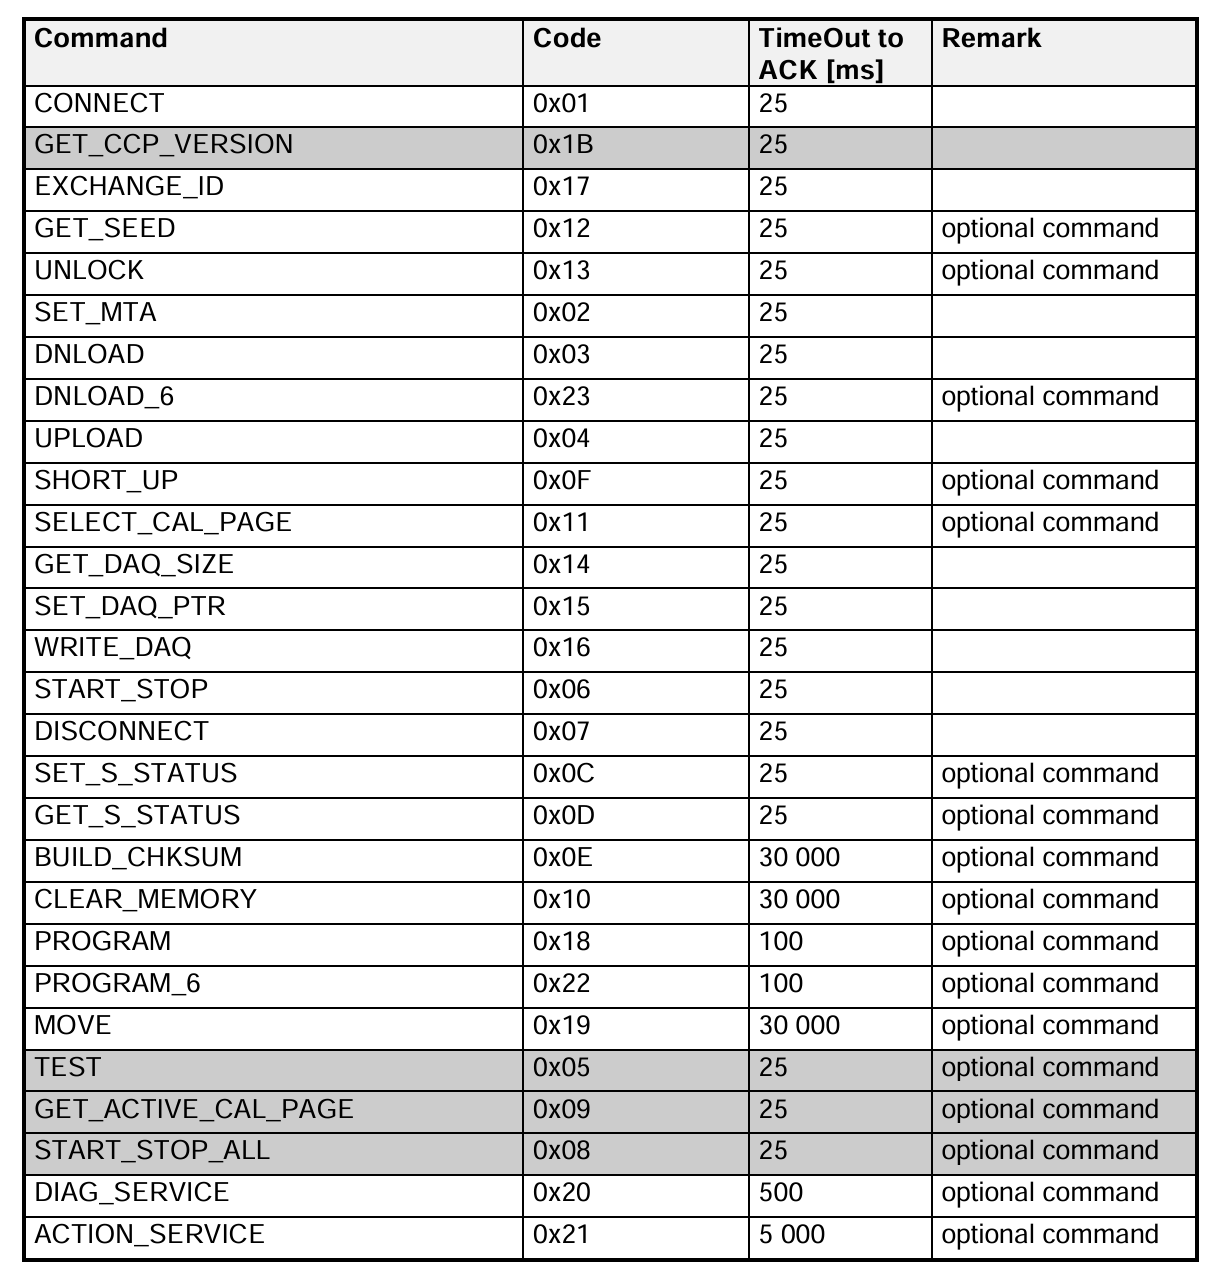 Command Code TimeOut to ACK [ms] Remark
CONNECT 0x01 25
GET_CCP_VERSION 0x1B 25
EXCHANGE_ID 0x17 25
GET_SEED 0x12 25 optional command
UNLOCK 0x13 25 optional command
SET_MTA 0x02 25
DNLOAD 0x03 25
DNLOAD_6 0x23 25 optional command
UPLOAD 0x04 25
SHORT_UP 0x0F 25 optional command
SELECT_CAL_PAGE 0x11 25 optional command
GET_DAQ_SIZE 0x14 25
SET_DAQ_PTR 0x15 25
WRITE_DAQ 0x16 25
START_STOP 0x06 25
DISCONNECT 0x07 25
SET_S_STATUS 0x0C 25 optional command
GET_S_STATUS 0x0D 25 optional command
BUILD_CHKSUM 0x0E 30 000 optional command
CLEAR_MEMORY 0x10 30 000 optional command
PROGRAM 0x18 100 optional command
PROGRAM_6 0x22 100 optional command
MOVE 0x19 30 000 optional command
TEST 0x05 25 optional command
GET_ACTIVE_CAL_PAGE 0x09 25 optional command
START_STOP_ALL 0x08 25 optional command
DIAG_SERVICE 0x20 500 optional command
ACTION_SERVICE 0x21 5 000 optional command